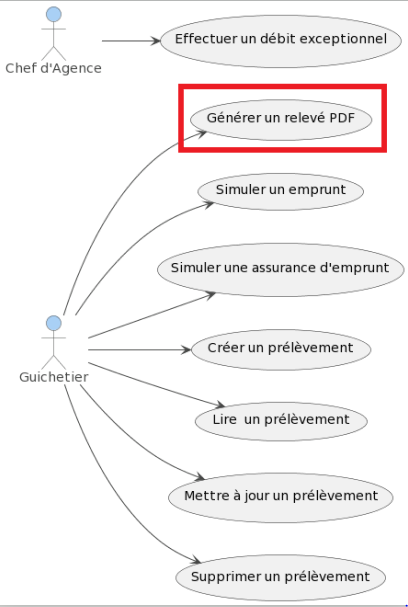 Effectuer un débit exceptionnel
Chef d'Agence
Générer un relevé PDF
Simuler un emprunt
Simuler une assurance d'emprunt
Créer un prélèvement
Guichetier
Lire  un prélèvement
Mettre à jour un prélèvement
Supprimer un prélèvement